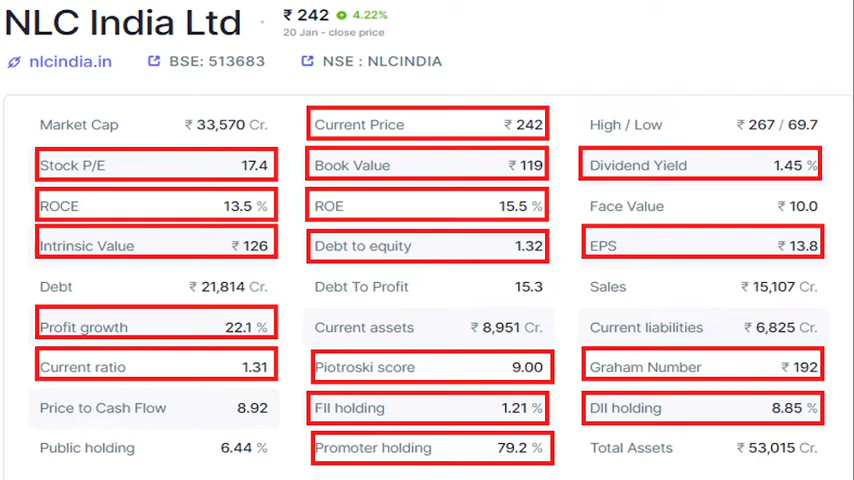 NLC India Ltd ₹ 242 4.22%
20 Jan - close price
nlcindia.in BSE: 513683 NSE : NLCINDIA
Market Cap ₹ 33,570 Cr. Current Price ₹ 242 High / Low ₹ 267 / 69.7
Stock P/E 17.4 Book Value ₹ 119 Dividend Yield 1.45 %
ROCE 13.5 % ROE 15.5 % Face Value ₹ 10.0
Intrinsic Value ₹ 126 Debt to equity 1.32 EPS ₹ 13.8
Debt ₹ 21,814 Cr. Debt To Profit 15.3 Sales ₹ 15,107 Cr.
Profit growth 22.1 % Current assets ₹ 8,951 Cr. Current liabilities ₹ 6,825 Cr.
Current ratio 1.31 Piotroski score 9.00 Graham Number ₹ 192
Price to Cash Flow 8.92 FII holding 1.21 % DII holding 8.85 %
Public holding 6.44 % Promoter holding 79.2 % Total Assets ₹ 53,015 Cr.